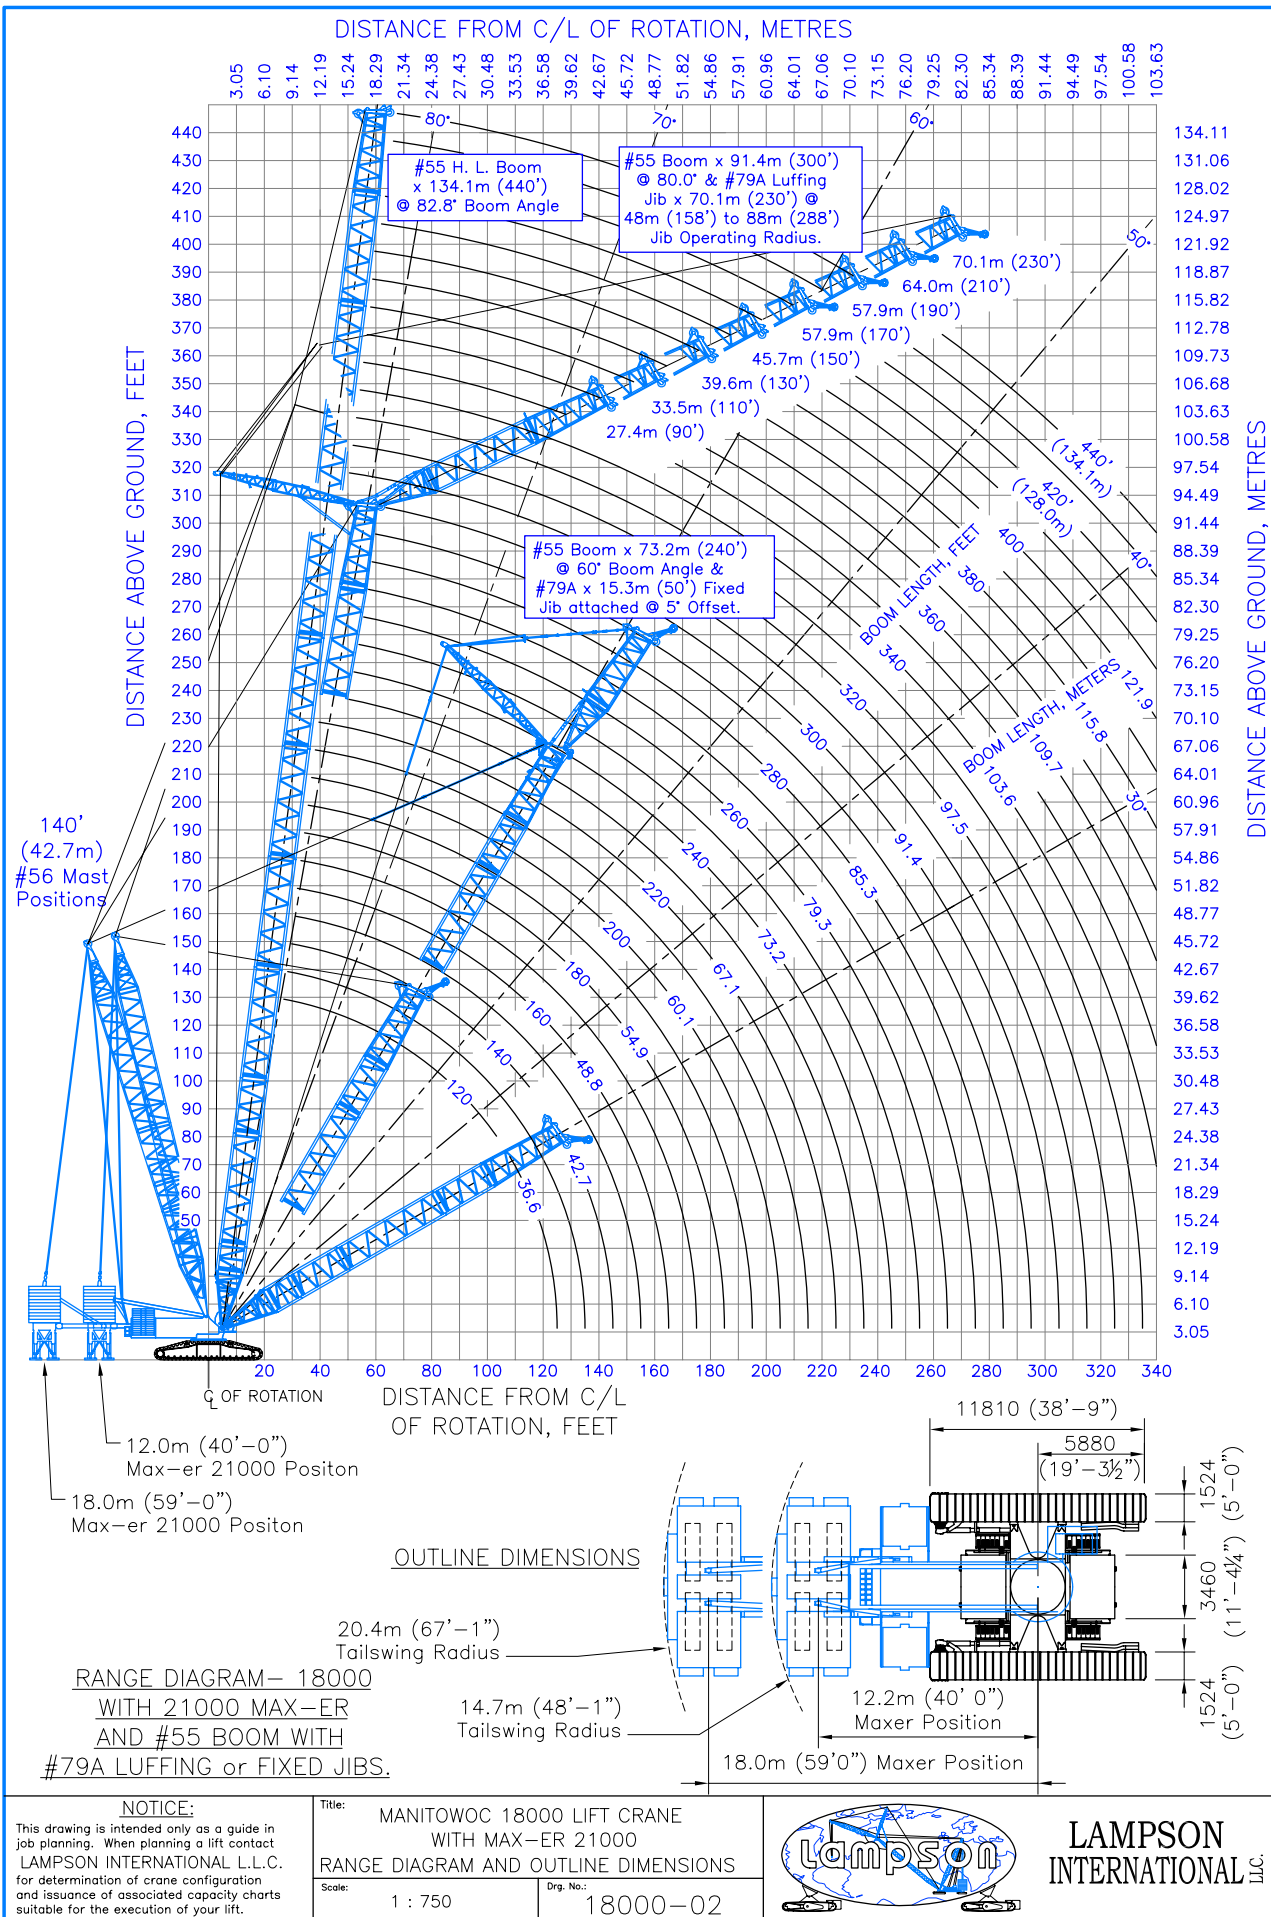 DISTANCE FROM C/L OF ROTATION, METRES
3.05 6.10 9.14 12.19 15.24 18.29 21.34 24.38 27.43 30.48 33.53 36.58 39.62 42.67 45.72 48.77 51.82 54.86 57.91 60.96 64.01 67.06 70.10 73.15 76.20 79.25 82.30 85.34 88.39 91.44 94.49 97.54 100.58 103.63
80° 70° 60° 50° 40° 30°
DISTANCE ABOVE GROUND, FEET
440
430
420
410
400
390
380
370
360
350
340
330
320
310
300
290
280
270
260
250
240
230
220
210
200
190
180
170
160
150
140
130
120
110
100
90
80
70
60
50
DISTANCE ABOVE GROUND, METRES
134.11
131.06
128.02
124.97
121.92
118.87
115.82
112.78
109.73
106.68
103.63
100.58
97.54
94.49
91.44
88.39
85.34
82.30
79.25
76.20
73.15
70.10
67.06
64.01
60.96
57.91
54.86
51.82
48.77
45.72
42.67
39.62
36.58
33.53
30.48
27.43
24.38
21.34
18.29
15.24
12.19
9.14
6.10
3.05
#55 H. L. Boom
x 134.1m (440')
@ 82.8° Boom Angle
#55 Boom x 91.4m (300')
@ 80.0° & #79A Luffing
Jib x 70.1m (230') @
48m (158') to 88m (288')
Jib Operating Radius.
70.1m (230')
64.0m (210')
57.9m (190')
57.9m (170')
45.7m (150')
39.6m (130')
33.5m (110')
27.4m (90')
#55 Boom x 73.2m (240')
@ 60° Boom Angle &
#79A x 15.3m (50') Fixed
Jib attached @ 5° Offset.
440'
(134.1m)
420'
(128.0m)
400
380
360
BOOM LENGTH, FEET
340
320
300
280
260
240
220
200
180
160
140
120
BOOM LENGTH, METERS
121.9
115.8
109.7
103.6
97.5
91.4
85.3
79.3
73.2
67.1
60.1
54.9
48.8
42.7
36.6
140'
(42.7m)
#56 Mast
Positions
20 40 60 80 100 120 140 160 180 200 220 240 260 280 300 320 340
C L OF ROTATION
DISTANCE FROM C/L
OF ROTATION, FEET
12.0m (40'-0")
Max-er 21000 Positon
18.0m (59'-0")
Max-er 21000 Positon
OUTLINE DIMENSIONS
11810 (38'-9")
5880
(19'-3½")
1524
(5'-0")
3460
(11'-4¼")
1524
(5'-0")
20.4m (67'-1")
Tailswing Radius
14.7m (48'-1")
Tailswing Radius
12.2m (40' 0")
Maxer Position
18.0m (59'0") Maxer Position
RANGE DIAGRAM- 18000
WITH 21000 MAX-ER
AND #55 BOOM WITH
#79A LUFFING or FIXED JIBS.
NOTICE:
This drawing is intended only as a guide in
job planning. When planning a lift contact
LAMPSON INTERNATIONAL L.L.C.
for determination of crane configuration
and issuance of associated capacity charts
suitable for the execution of your lift.
Title:
MANITOWOC 18000 LIFT CRANE
WITH MAX-ER 21000
RANGE DIAGRAM AND OUTLINE DIMENSIONS
Scale:
1 : 750
Drg. No.:
18000-02
Lampson
LAMPSON
INTERNATIONAL LLC.